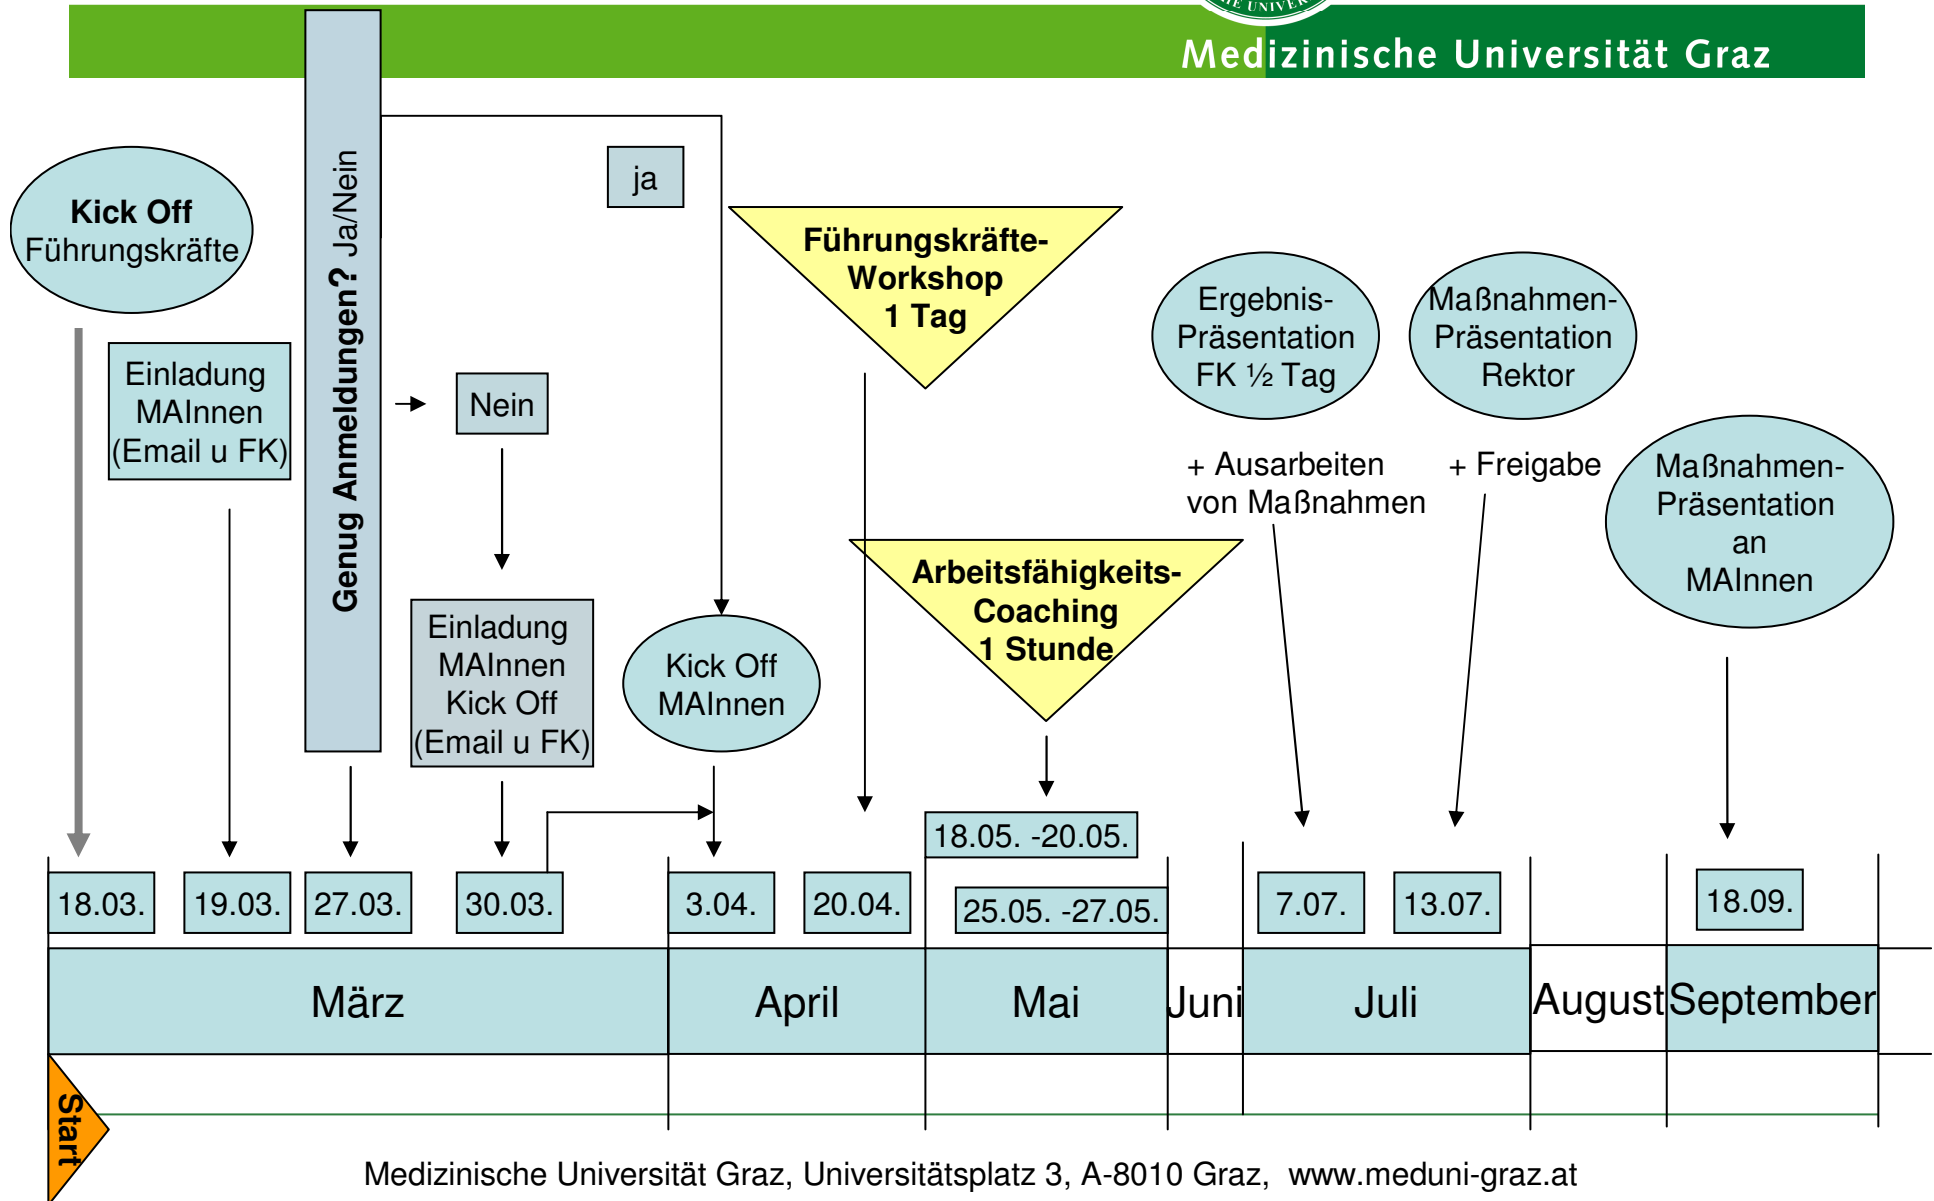 Medizinische Universität Graz
Kick Off
Führungskräfte
Einladung
MAInnen
(Email u FK)
Genug Anmeldungen? Ja/Nein
ja
Nein
Einladung
MAInnen
Kick Off
(Email u FK)
Kick Off
MAInnen
Führungskräfte-
Workshop
1 Tag
Arbeitsfähigkeits-
Coaching
1 Stunde
Ergebnis-
Präsentation
FK ½ Tag
+ Ausarbeiten
von Maßnahmen
Maßnahmen-
Präsentation
Rektor
+ Freigabe
Maßnahmen-
Präsentation
an
MAInnen
18.03.
19.03.
27.03.
30.03.
3.04.
20.04.
18.05. -20.05.
25.05. -27.05.
7.07.
13.07.
18.09.
März
April
Mai
Juni
Juli
August
September
Start
Medizinische Universität Graz, Universitätsplatz 3, A-8010 Graz, www.meduni-graz.at